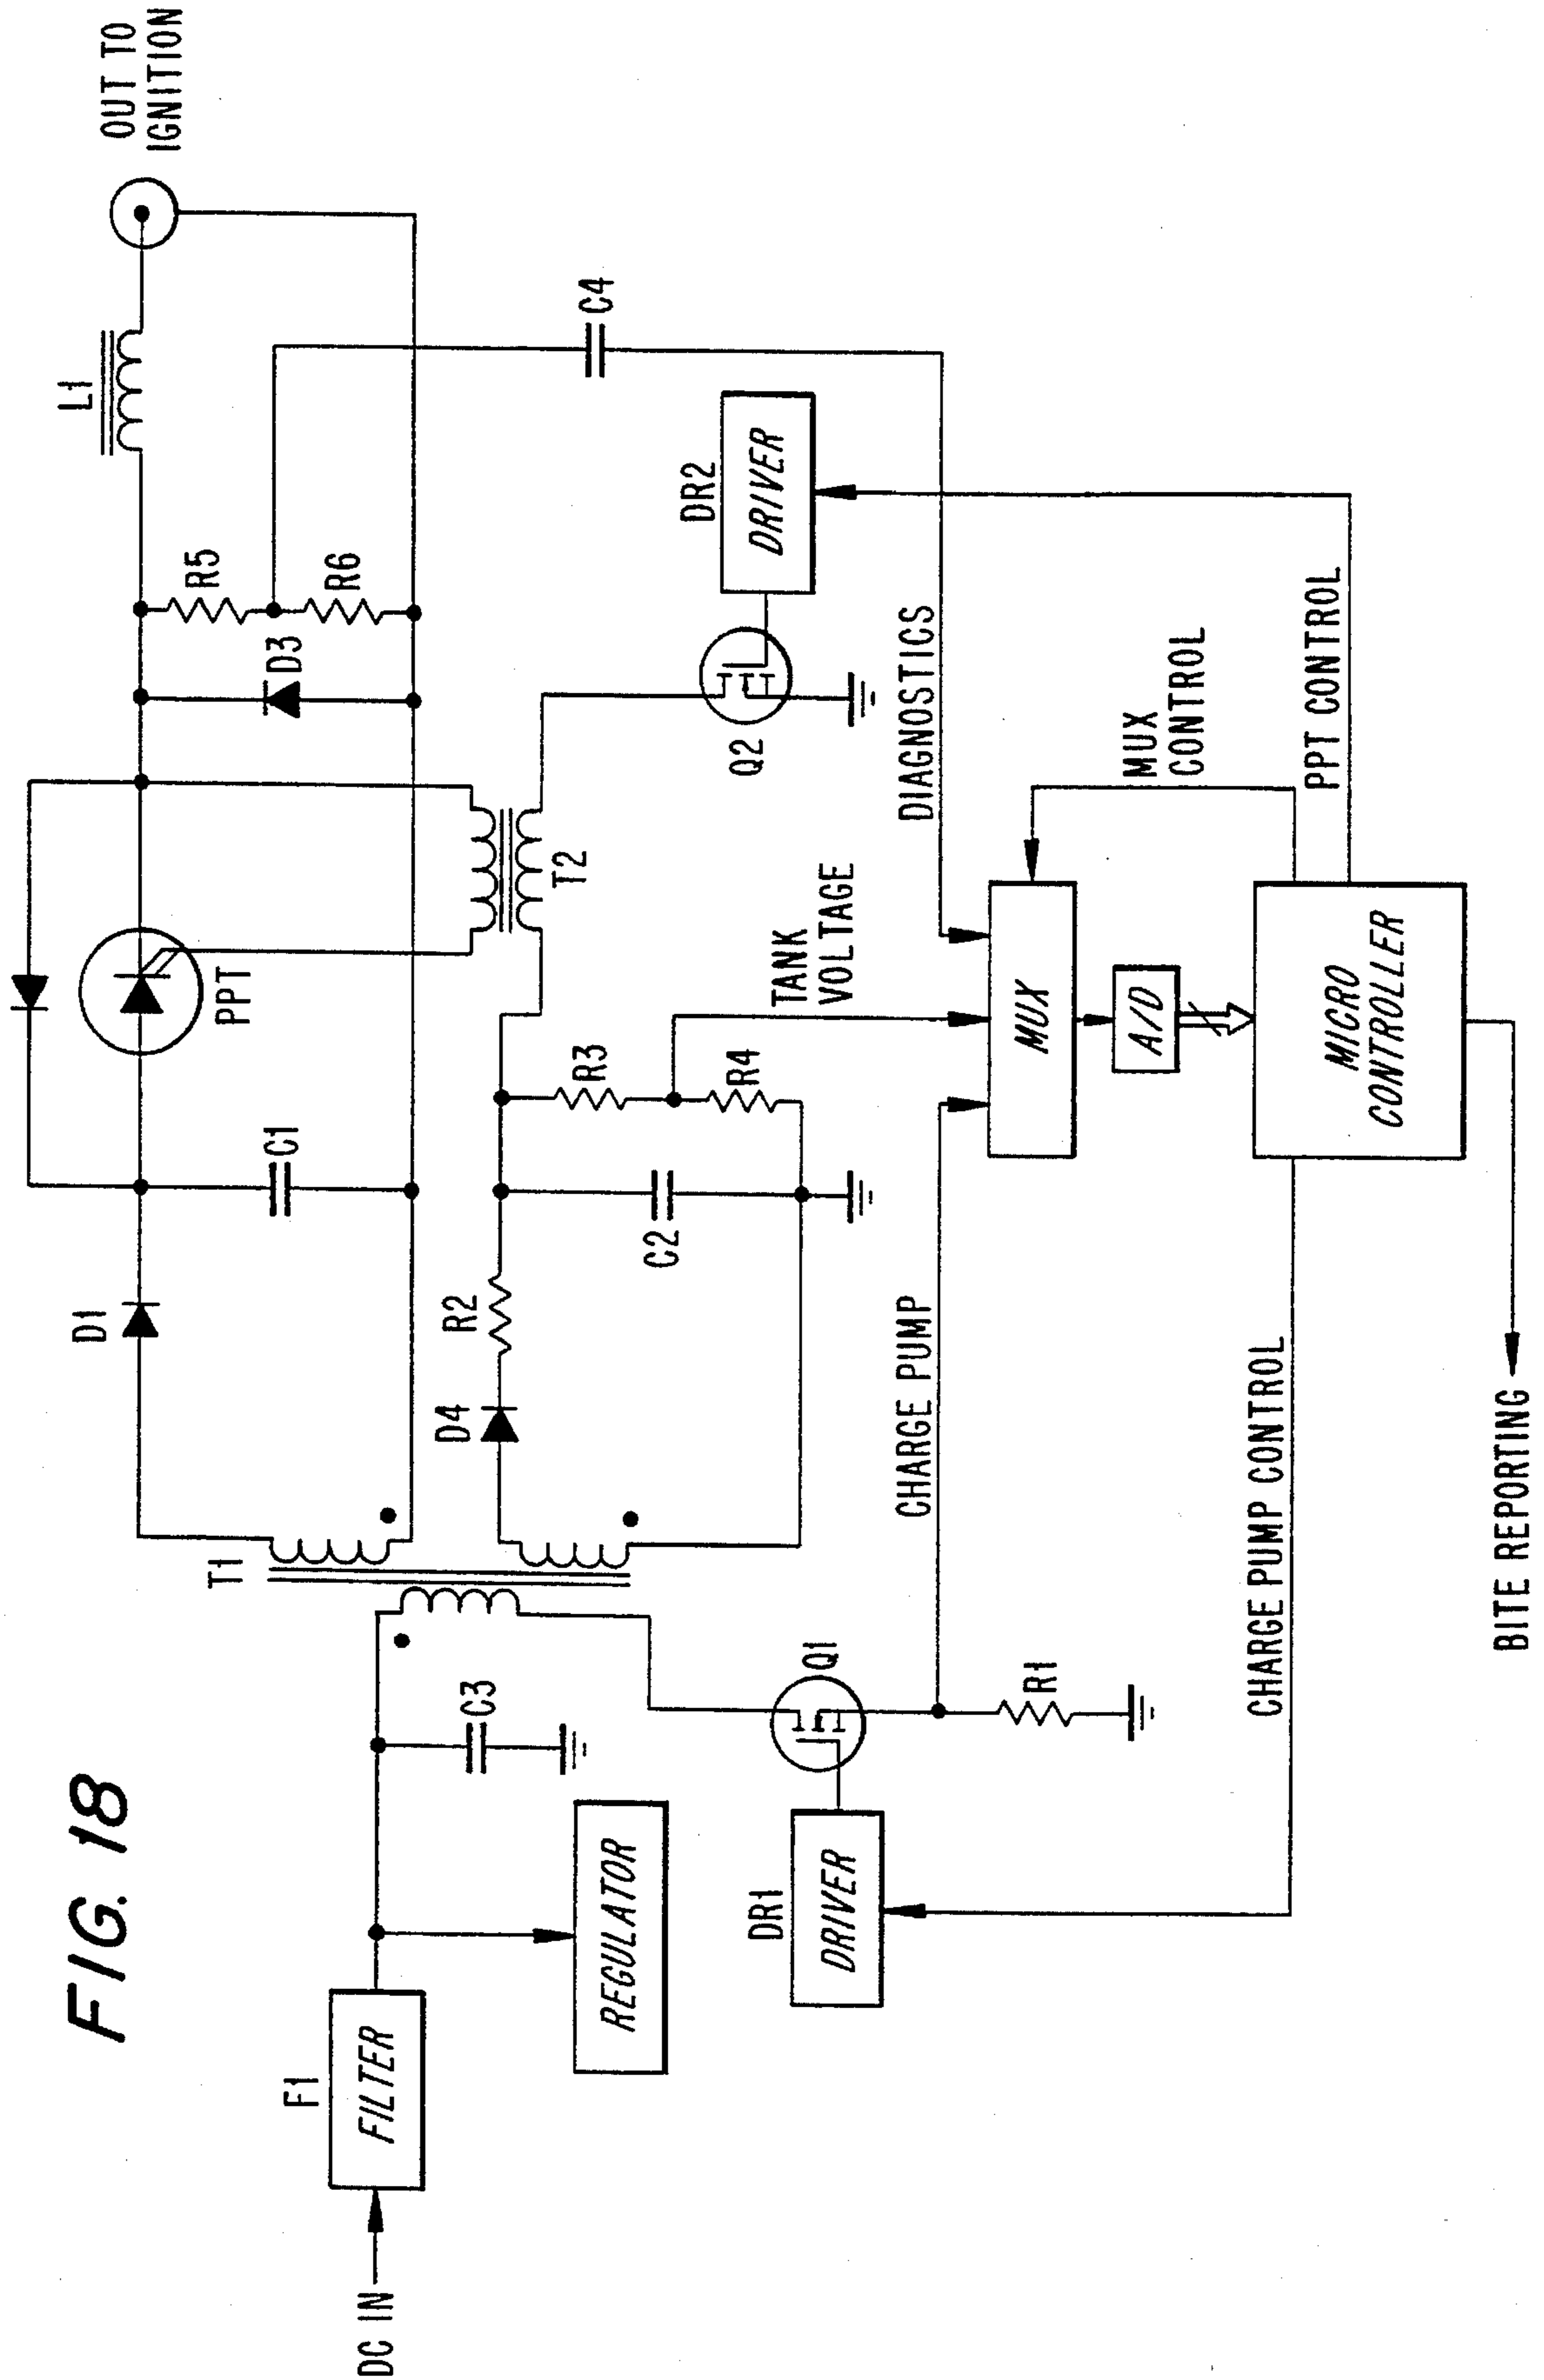 FIG. 18
DC IN
F1
FILTER
REGULATOR
C3
T1
D1
C1
PPT
D3
R5
R6
L1
OUT TO
IGNITION
D4
R2
C2
R3
R4
T2
C4
Q2
DR2
DRIVER
DR1
DRIVER
Q1
R1
CHARGE PUMP
TANK
VOLTAGE
DIAGNOSTICS
MUX
A/D
MUX
CONTROL
MICRO
CONTROLLER
PPT CONTROL
CHARGE PUMP CONTROL
BITE REPORTING